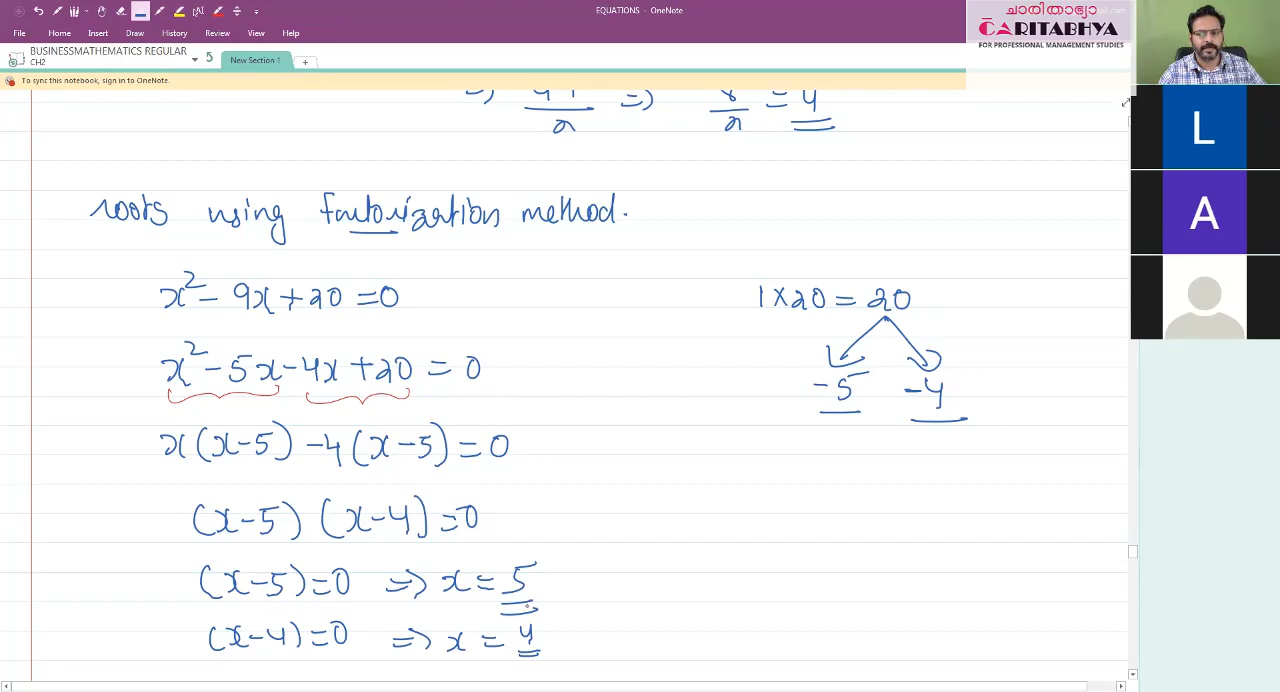 EQUATIONS - OneNote
File Home Insert Draw History Review View Help
ചാരിതാഭ്യാ
CARITABHYA
FOR PROFESSIONAL MANAGEMENT STUDIES
BUSINESSMATHEMATICS REGULAR
CH2
New Section 1
To sync this notebook, sign in to OneNote.
=> => = 4
roots using factorization method.
x² - 9x + 20 = 0
1 × 20 = 20
x² - 5x - 4x + 20 = 0
-5 -4
x(x-5) -4(x-5) = 0
(x-5) (x-4) = 0
(x-5) = 0 => x = 5
(x-4) = 0 => x = 4
L
A